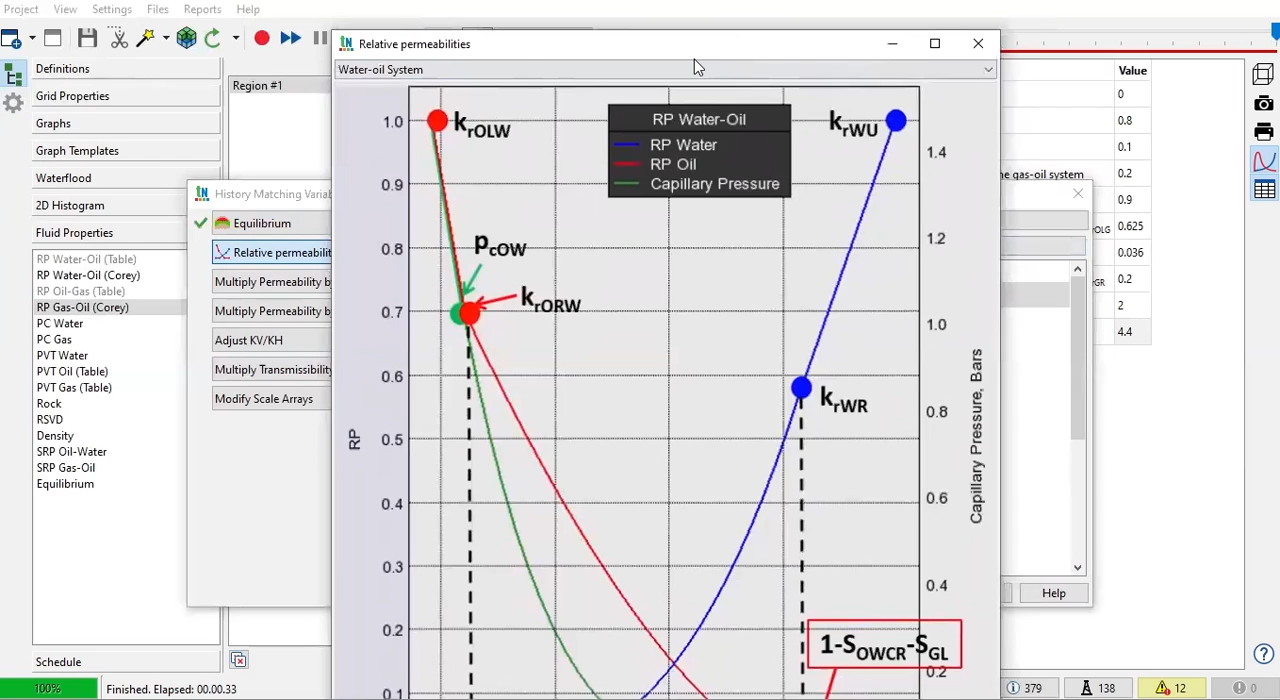 Project View Settings Files Reports Help
Relative permeabilities
Water-oil System
Definitions
Grid Properties
Graphs
Graph Templates
Waterflood
2D Histogram
Fluid Properties
RP Water-Oil (Table)
RP Water-Oil (Corey)
RP Oil-Gas (Table)
RP Gas-Oil (Corey)
PC Water
PC Gas
PVT Water
PVT Oil (Table)
PVT Gas (Table)
Rock
RSVD
Density
SRP Oil-Water
SRP Gas-Oil
Equilibrium
Schedule
Region #1
History Matching Varia
Equilibrium
Relative permeabilit
Multiply Permeability b
Multiply Permeability b
Adjust KV/KH
Multiply Transmissibility
Modify Scale Arrays
RP Water-Oil
RP Water
RP Oil
Capillary Pressure
krOLW
krWU
pcOW
krORW
krWR
1-SOWCR-SGL
RP
1.0
0.9
0.8
0.7
0.6
0.5
0.4
0.3
0.2
0.1
1.4
1.2
1.0
0.8
0.6
0.4
0.2
Capillary Pressure, Bars
Value
0
0.8
0.1
he gas-oil system
0.2
0.9
OLG
0.625
0.036
GR
0.2
2
4.4
Help
100%
Finished. Elapsed: 00.00.33
379
138
12
0